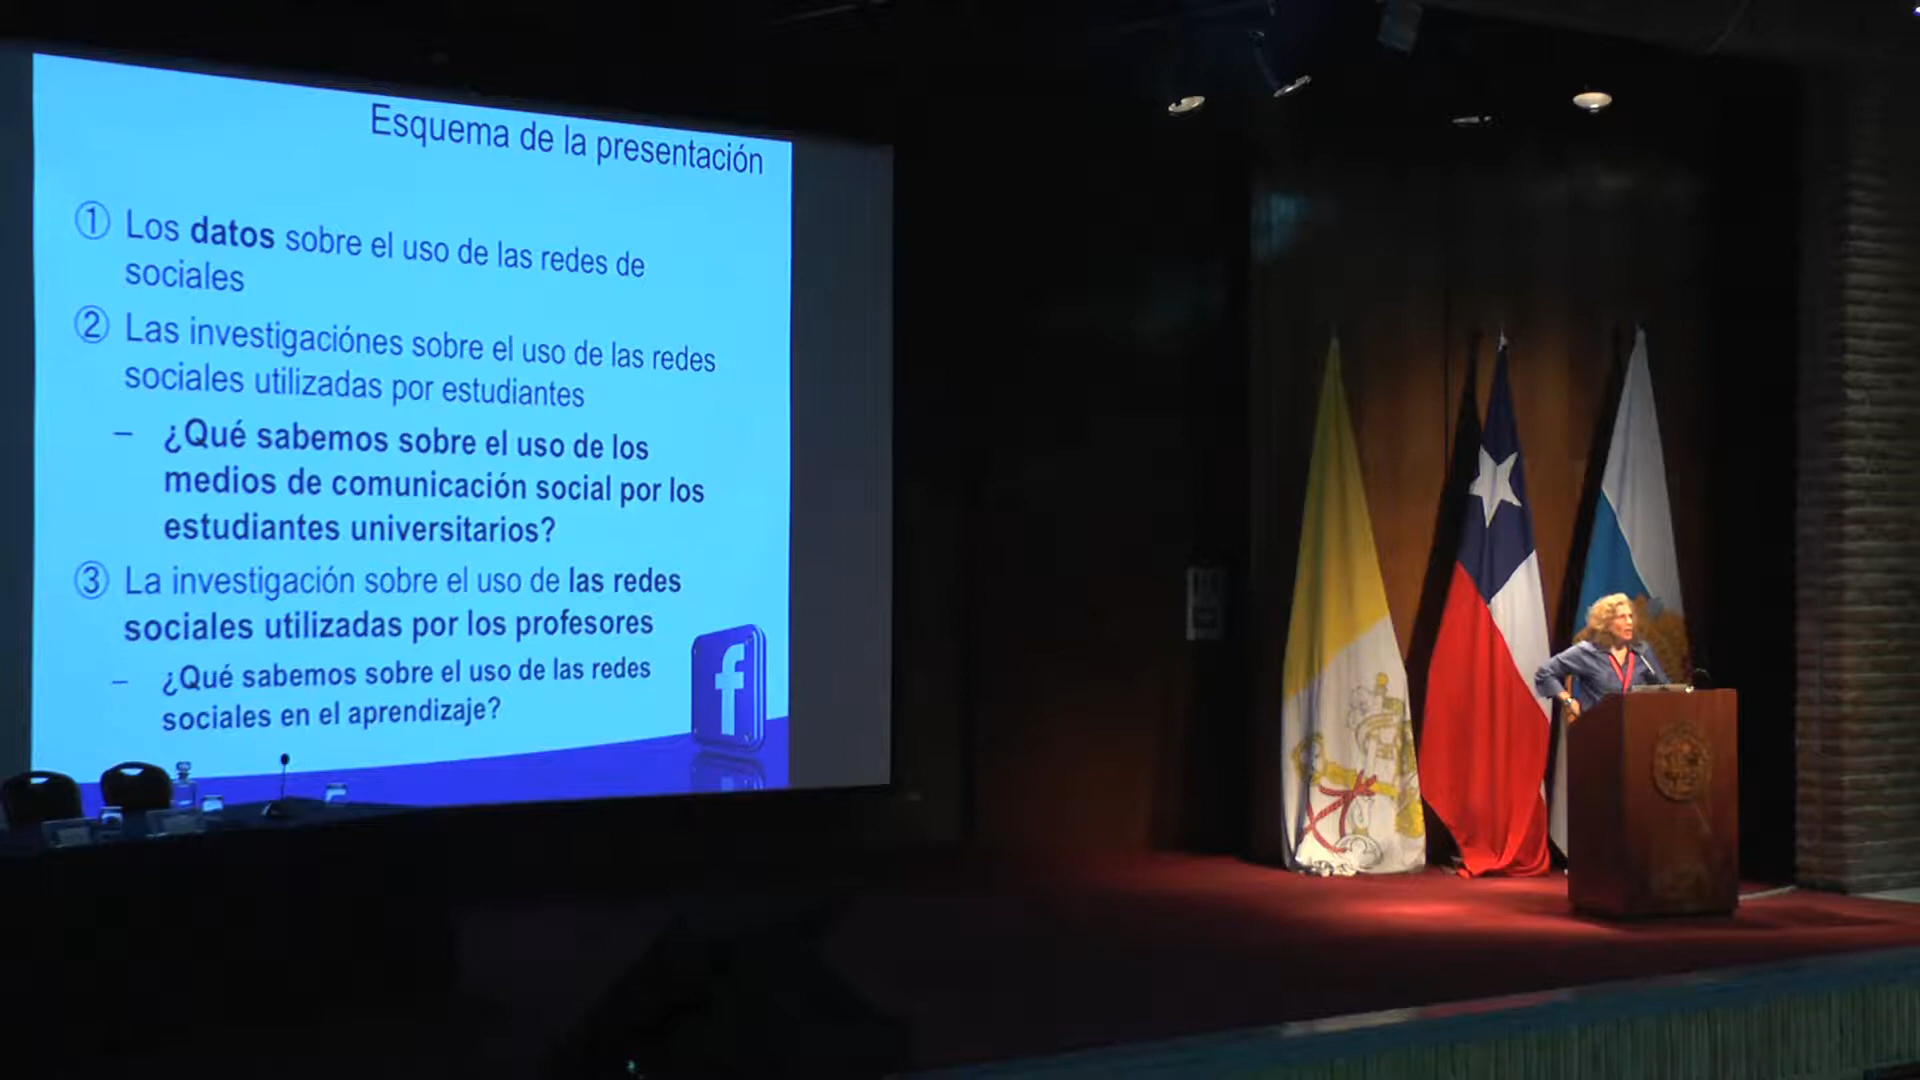 Esquema de la presentación
① Los datos sobre el uso de las redes de
sociales
② Las investigaciónes sobre el uso de las redes
sociales utilizadas por estudiantes
– ¿Qué sabemos sobre el uso de los
medios de comunicación social por los
estudiantes universitarios?
③ La investigación sobre el uso de las redes
sociales utilizadas por los profesores
– ¿Qué sabemos sobre el uso de las redes
sociales en el aprendizaje?
f